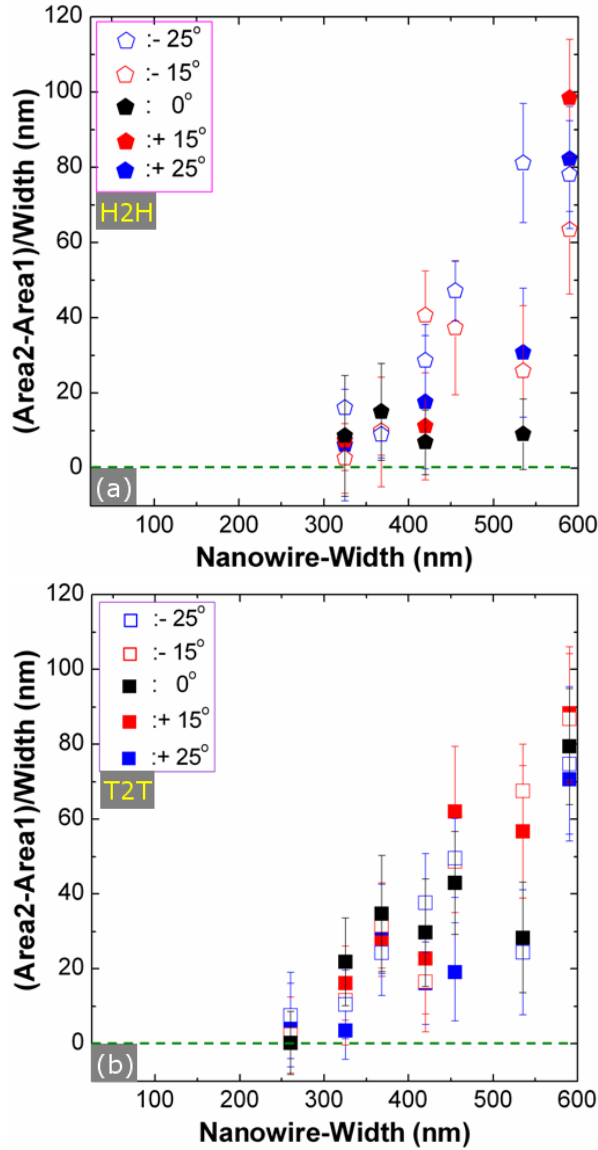 120
100
80
60
40
20
0
(Area2-Area1)/Width (nm)
:- 25°
:- 15°
: 0°
:+ 15°
:+ 25°
H2H
(a)
100 200 300 400 500 600
Nanowire-Width (nm)
120
100
80
60
40
20
0
(Area2-Area1)/Width (nm)
:- 25°
:- 15°
: 0°
:+ 15°
:+ 25°
T2T
(b)
100 200 300 400 500 600
Nanowire-Width (nm)